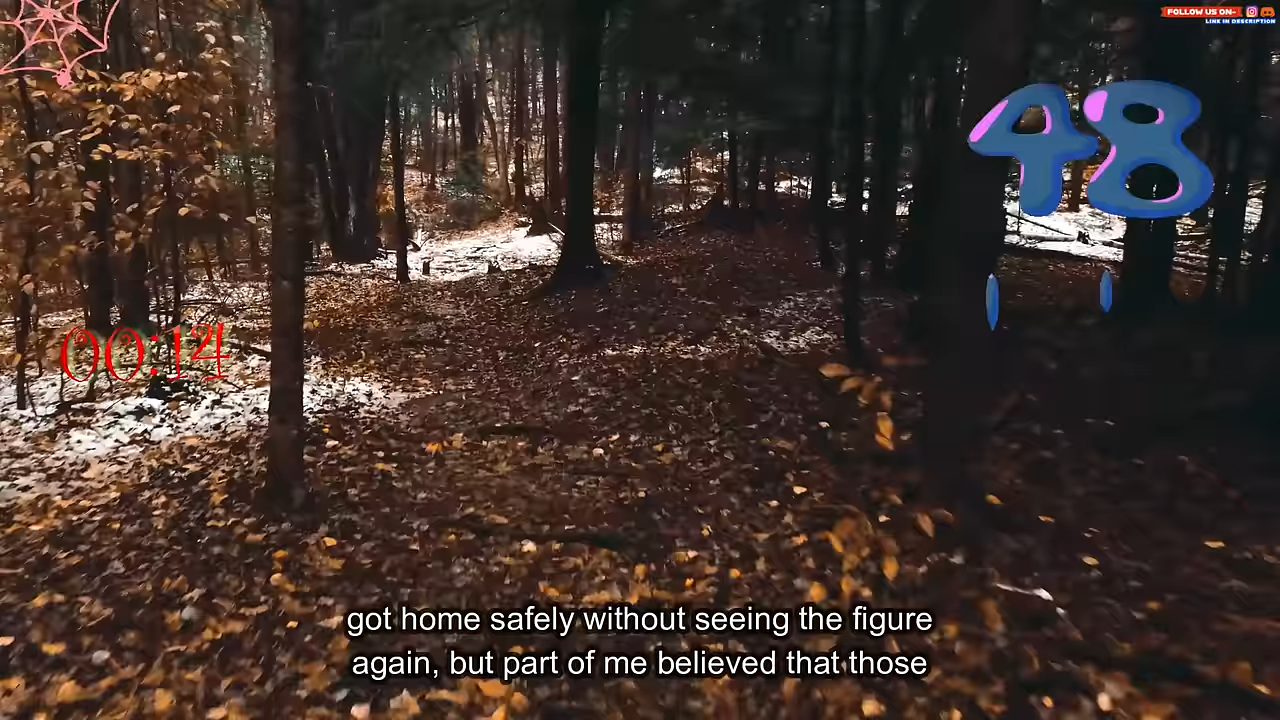 FOLLOW US ON-
LINK IN DESCRIPTION
48
00:14
got home safely without seeing the figure
again, but part of me believed that those